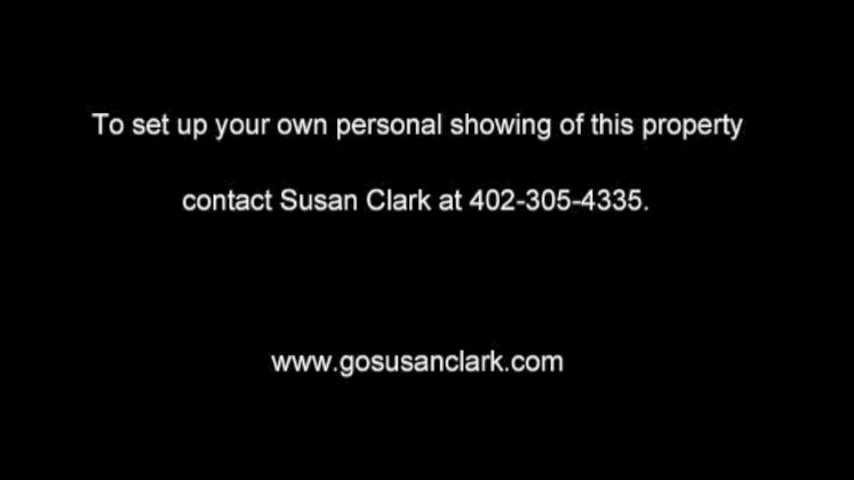 To set up your own personal showing of this property
contact Susan Clark at 402-305-4335.
www.gosusanclark.com